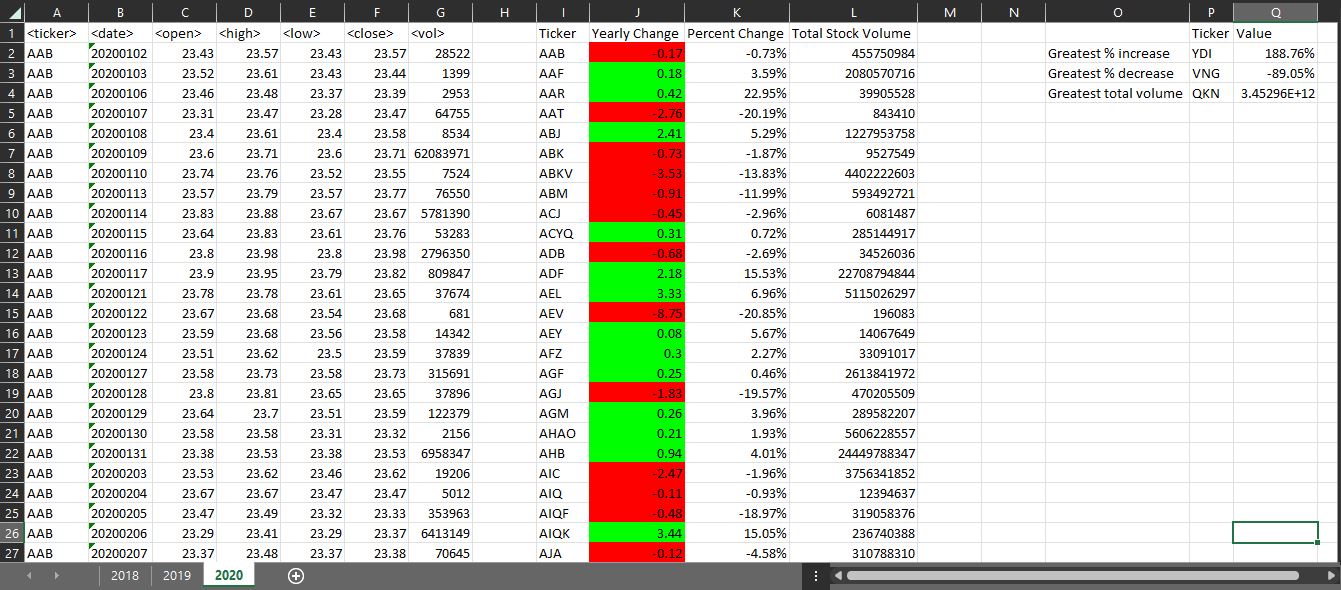 A B C D E F G H I J K L M N O P Q
1 <ticker> <date> <open> <high> <low> <close> <vol> Ticker Yearly Change Percent Change Total Stock Volume Ticker Value
2 AAB 20200102 23.43 23.57 23.43 23.57 28522 AAB -0.17 -0.73% 455750984 Greatest % increase YDI 188.76%
3 AAB 20200103 23.52 23.61 23.43 23.44 1399 AAF 0.18 3.59% 2080570716 Greatest % decrease VNG -89.05%
4 AAB 20200106 23.46 23.48 23.37 23.39 2953 AAR 0.42 22.95% 39905528 Greatest total volume QKN 3.45296E+12
5 AAB 20200107 23.31 23.47 23.28 23.47 64755 AAT -2.76 -20.19% 843410
6 AAB 20200108 23.4 23.61 23.4 23.58 8534 ABJ 2.41 5.29% 1227953758
7 AAB 20200109 23.6 23.71 23.6 23.71 62083971 ABK -0.73 -1.87% 9527549
8 AAB 20200110 23.74 23.76 23.52 23.55 7524 ABKV -3.53 -13.83% 4402222603
9 AAB 20200113 23.57 23.79 23.57 23.77 76550 ABM -0.91 -11.99% 593492721
10 AAB 20200114 23.83 23.88 23.67 23.67 5781390 ACJ -0.45 -2.96% 6081487
11 AAB 20200115 23.64 23.83 23.61 23.76 53283 ACYQ 0.31 0.72% 285144917
12 AAB 20200116 23.8 23.98 23.8 23.98 2796350 ADB -0.68 -2.69% 34526036
13 AAB 20200117 23.9 23.95 23.79 23.82 809847 ADF 2.18 15.53% 22708794844
14 AAB 20200121 23.78 23.78 23.61 23.65 37674 AEL 3.33 6.96% 5115026297
15 AAB 20200122 23.67 23.68 23.54 23.68 681 AEV -8.75 -20.85% 196083
16 AAB 20200123 23.59 23.68 23.56 23.58 14342 AEY 0.08 5.67% 14067649
17 AAB 20200124 23.51 23.62 23.5 23.59 37839 AFZ 0.3 2.27% 33091017
18 AAB 20200127 23.58 23.73 23.58 23.73 315691 AGF 0.25 0.46% 2613841972
19 AAB 20200128 23.8 23.81 23.65 23.65 37896 AGJ -1.83 -19.57% 470205509
20 AAB 20200129 23.64 23.7 23.51 23.59 122379 AGM 0.26 3.96% 289582207
21 AAB 20200130 23.58 23.58 23.31 23.32 2156 AHAO 0.21 1.93% 5606228557
22 AAB 20200131 23.38 23.53 23.38 23.53 6958347 AHB 0.94 4.01% 24449788347
23 AAB 20200203 23.53 23.62 23.46 23.62 19206 AIC -2.47 -1.96% 3756341852
24 AAB 20200204 23.67 23.67 23.47 23.47 5012 AIQ -0.11 -0.93% 12394637
25 AAB 20200205 23.47 23.49 23.32 23.33 353963 AIQF -0.48 -18.97% 319058376
26 AAB 20200206 23.29 23.41 23.29 23.37 6413149 AIQK 3.44 15.05% 236740388
27 AAB 20200207 23.37 23.48 23.37 23.38 70645 AJA -0.12 -4.58% 310788310
2018 2019 2020